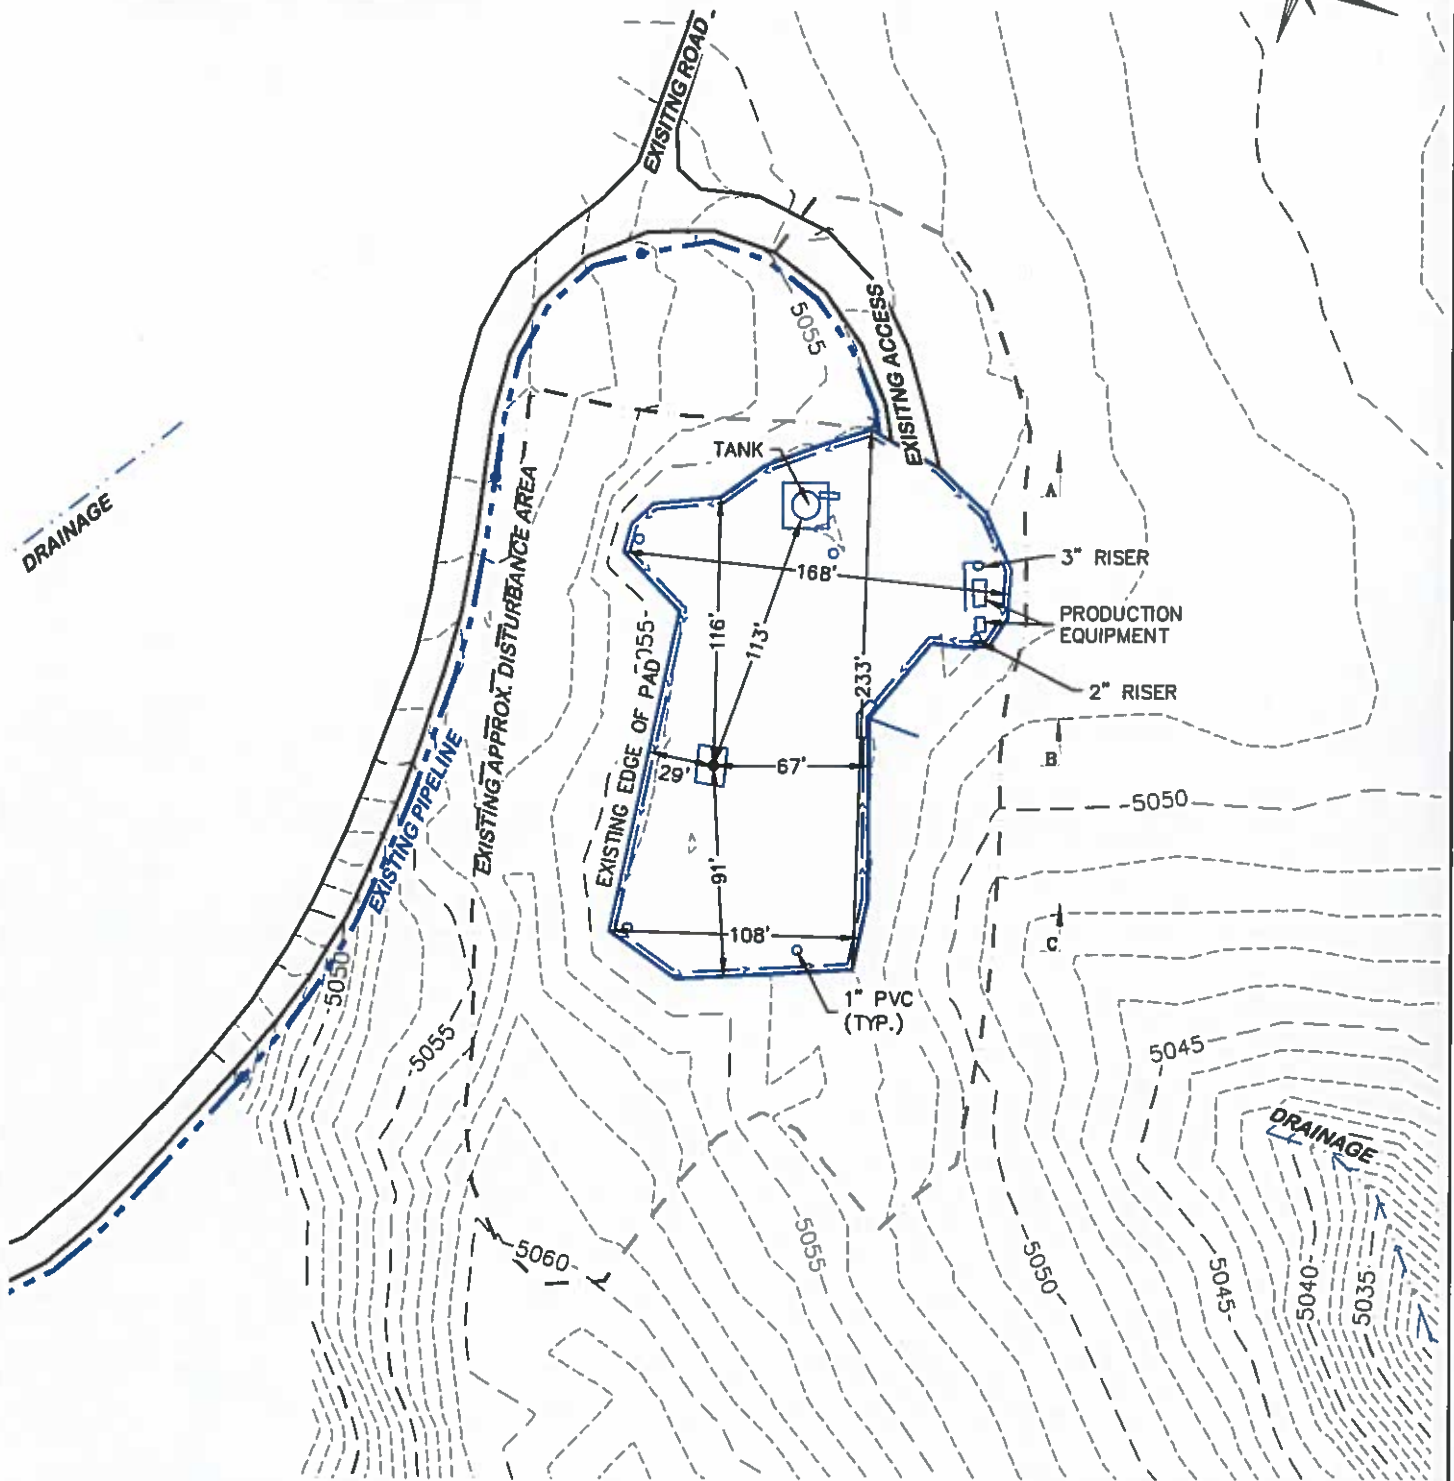 EXISITNG ROAD
5055
EXISITNG ACCESS
TANK
DRAINAGE
A
3" RISER
168'
PRODUCTION
EQUIPMENT
116'
113'
233'
2" RISER
EXISTING APPROX. DISTURBANCE AREA
EXISTING PIPELINE
EXISTING EDGE OF PAD
29'
67'
B
5050
91'
108'
C
1" PVC
(TYP.)
5050
5055
5045
DRAINAGE
5060
5055
5050
5045
5040
5035